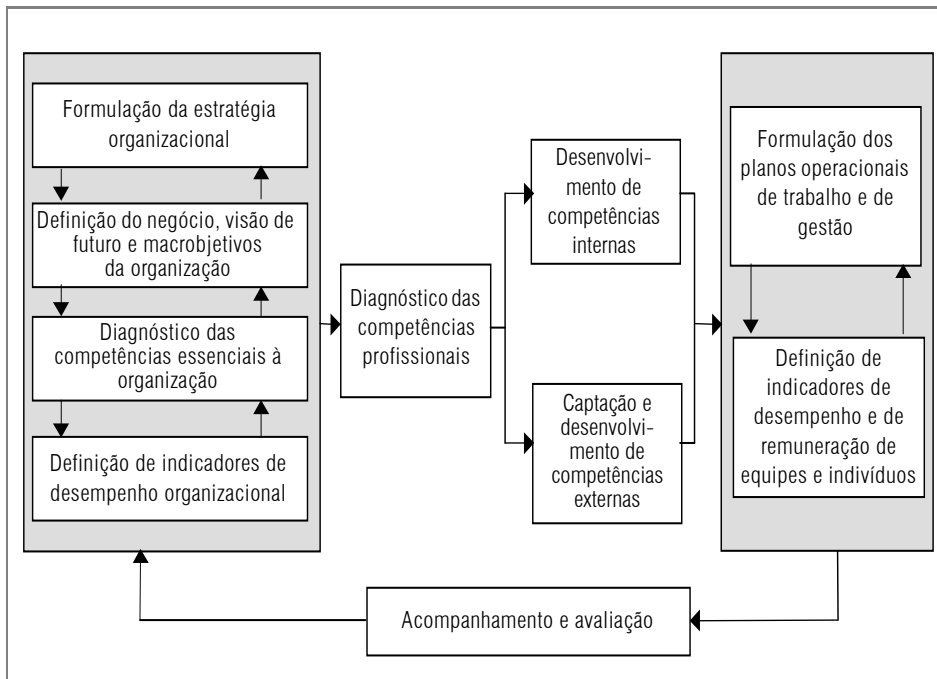 Formulação da estratégia
organizacional
Definição do negócio, visão de
futuro e macrobjetivos
da organização
Diagnóstico das
competências essenciais à
organização
Definição de indicadores de
desempenho organizacional
Diagnóstico das
competências
profissionais
Desenvolvi-
mento de
competências
internas
Captação e
desenvolvi-
mento de
competências
externas
Formulação dos
planos operacionais
de trabalho e de
gestão
Definição de
indicadores de
desempenho e de
remuneração de
equipes e indivíduos
Acompanhamento e avaliação